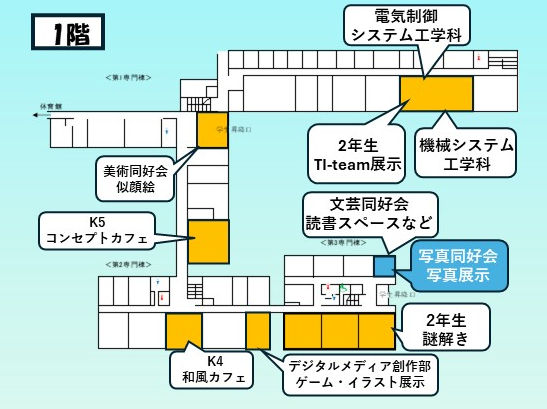 1階
電気制御
システム工学科
<第1専門棟>
体育館
学生昇降口
2年生
TI-team展示
機械システム
工学科
美術同好会
似顔絵
文芸同好会
読書スペースなど
K5
コンセプトカフェ
<第3専門棟>
写真同好会
写真展示
<第2専門棟>
学生昇降口
2年生
謎解き
K4
和風カフェ
デジタルメディア創作部
ゲーム・イラスト展示